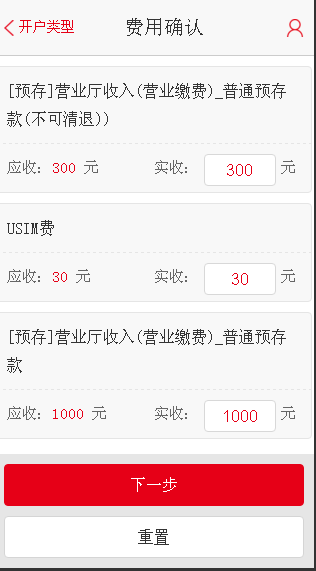 开户类型
费用确认
[预存]营业厅收入(营业缴费)_普通预存
款(不可清退))
应收: 300 元 实收: 300 元
USIM费
应收: 30 元 实收: 30 元
[预存]营业厅收入(营业缴费)_普通预存
款
应收: 1000 元 实收: 1000 元
下一步
重置